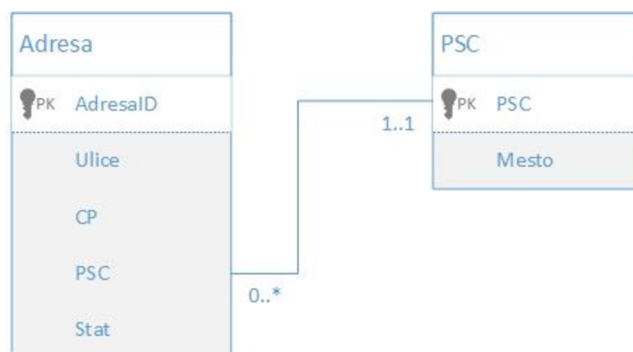 Adresa
PK AdresaID
Ulice
CP
PSC
Stat
0..*
1..1
PSC
PK PSC
Mesto